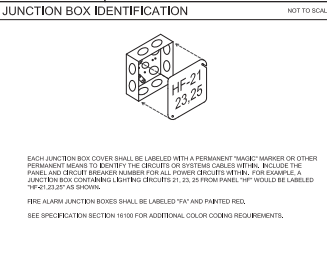 JUNCTION BOX IDENTIFICATION
NOT TO SCAL
HF-21
23,25
EACH JUNCTION BOX COVER SHALL BE LABELED WITH A PERMANENT "MAGIC" MARKER OR OTHER
PERMANENT MEANS TO IDENTIFY THE CIRCUITS OR SYSTEMS CABLES WITHIN. INCLUDE THE
PANEL AND CIRCUIT BREAKER NUMBER FOR ALL POWER CIRCUITS WITHIN. FOR EXAMPLE, A
JUNCTION BOX CONTAINING LIGHTING CIRCUITS 21, 23, 25 FROM PANEL "HF" WOULD BE LABELED
"HF-21,23,25" AS SHOWN.
FIRE ALARM JUNCTION BOXES SHALL BE LABELED "FA" AND PAINTED RED.
SEE SPECIFICATION SECTION 16100 FOR ADDITIONAL COLOR CODING REQUIREMENTS.